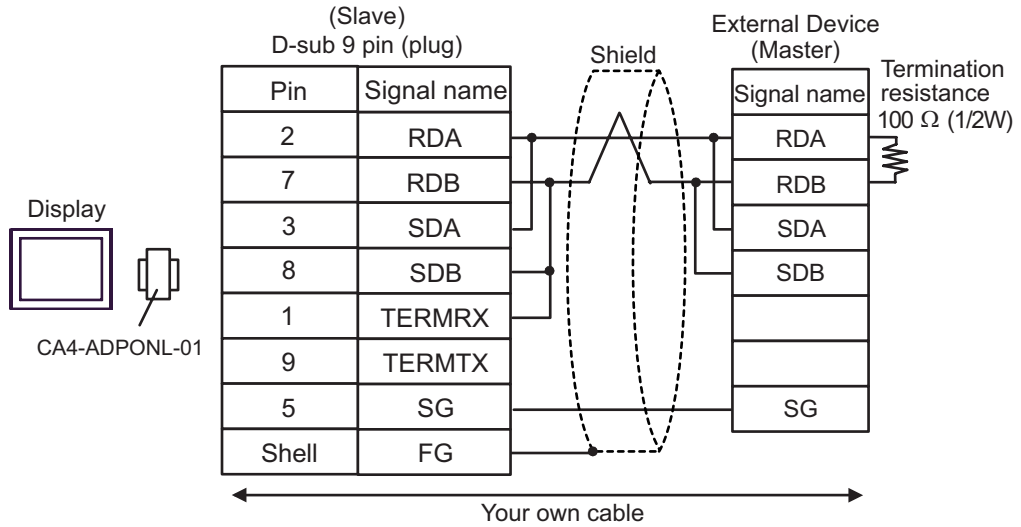 (Slave)
D-sub 9 pin (plug)
Shield
External Device
(Master)
Termination
resistance
100 Ω (1/2W)
Pin Signal name
2 RDA
7 RDB
3 SDA
8 SDB
1 TERMRX
9 TERMTX
5 SG
Shell FG
Signal name
RDA
RDB
SDA
SDB
SG
Display
CA4-ADPONL-01
Your own cable